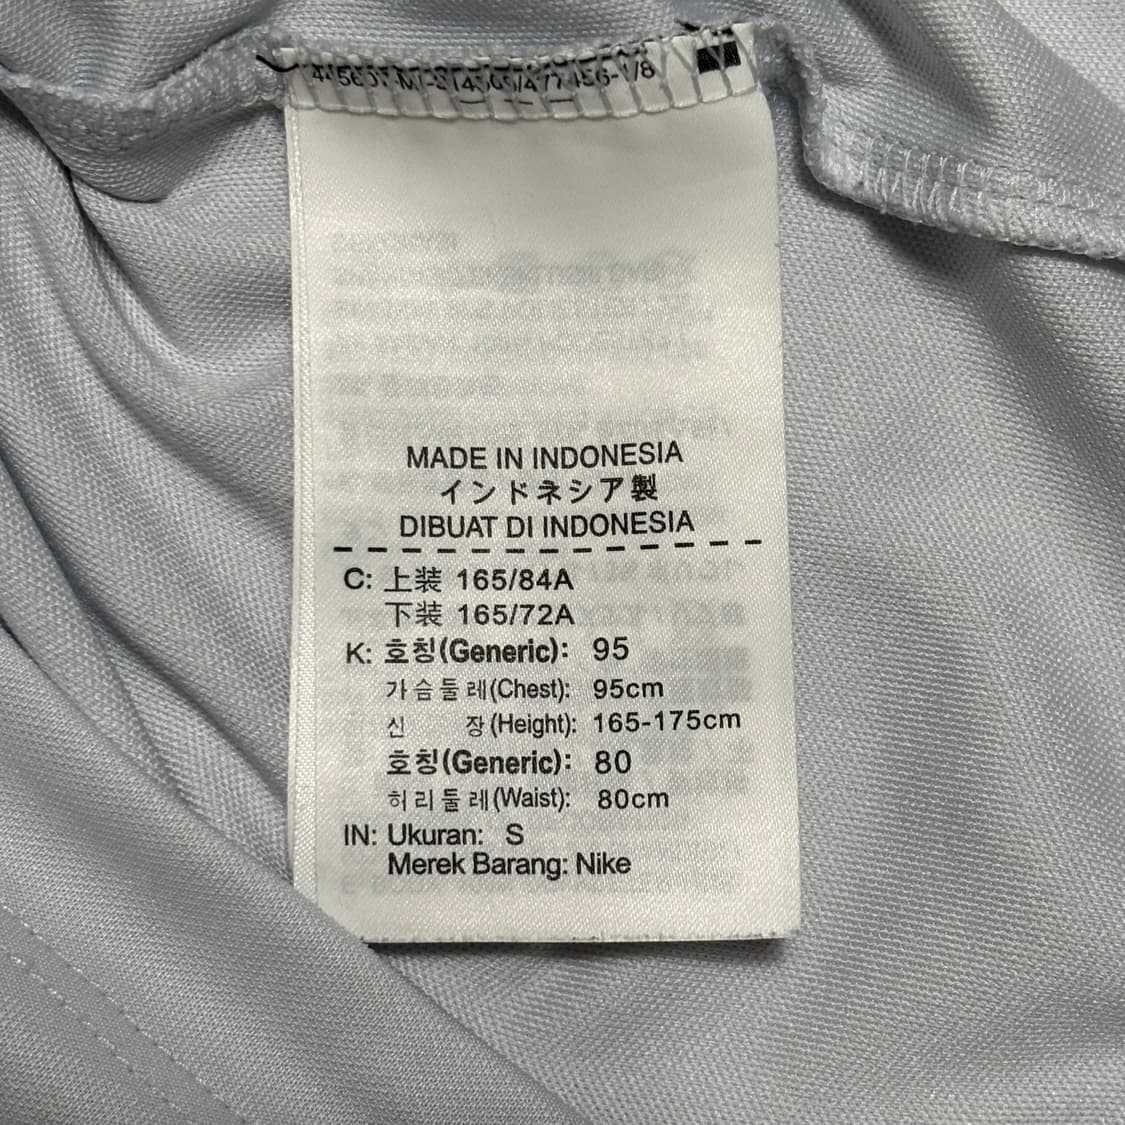 MADE IN INDONESIA
インドネシア製
DIBUAT DI INDONESIA
C: 上装 165/84A
下装 165/72A
K: 호칭(Generic): 95
가슴둘레(Chest): 95cm
신 장(Height): 165-175cm
호칭(Generic): 80
허리둘레(Waist): 80cm
IN: Ukuran: S
Merek Barang: Nike